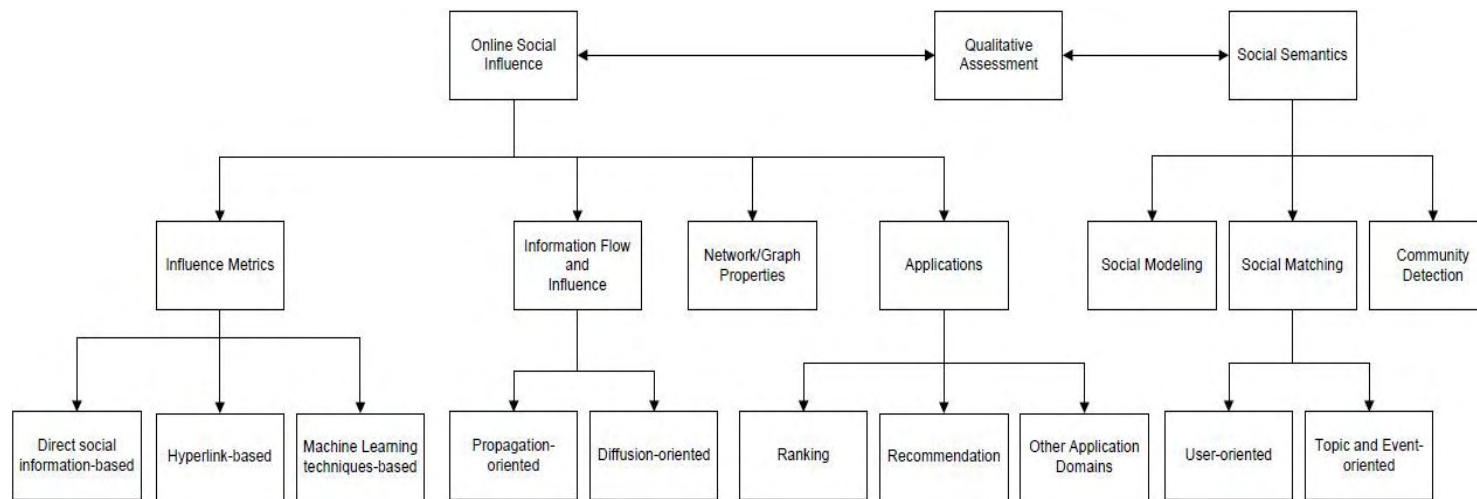 Online Social
Influence
Qualitative
Assessment
Social Semantics
Influence Metrics
Information Flow
and
Influence
Network/Graph
Properties
Applications
Social Modeling
Social Matching
Community
Detection
Direct social
information-based
Hyperlink-based
Machine Learning
techniques-based
Propagation-
oriented
Diffusion-oriented
Ranking
Recommendation
Other Application
Domains
User-oriented
Topic and Event-
oriented